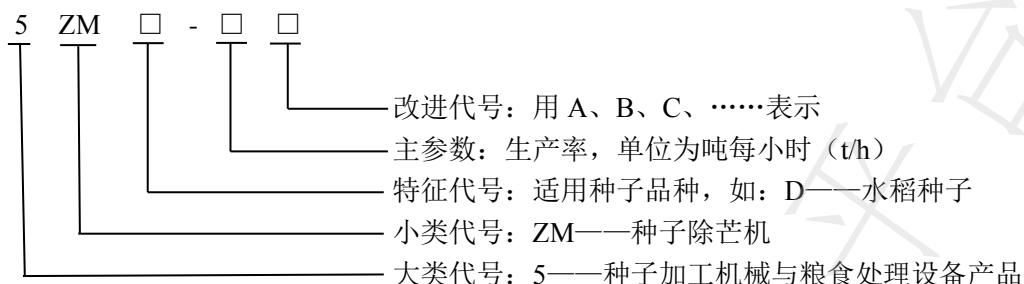 5 ZM □ - □ □
改进代号：用 A、B、C、……表示
主参数：生产率，单位为吨每小时（t/h）
特征代号：适用种子品种，如：D——水稻种子
小类代号：ZM——种子除芒机
大类代号：5——种子加工机械与粮食处理设备产品